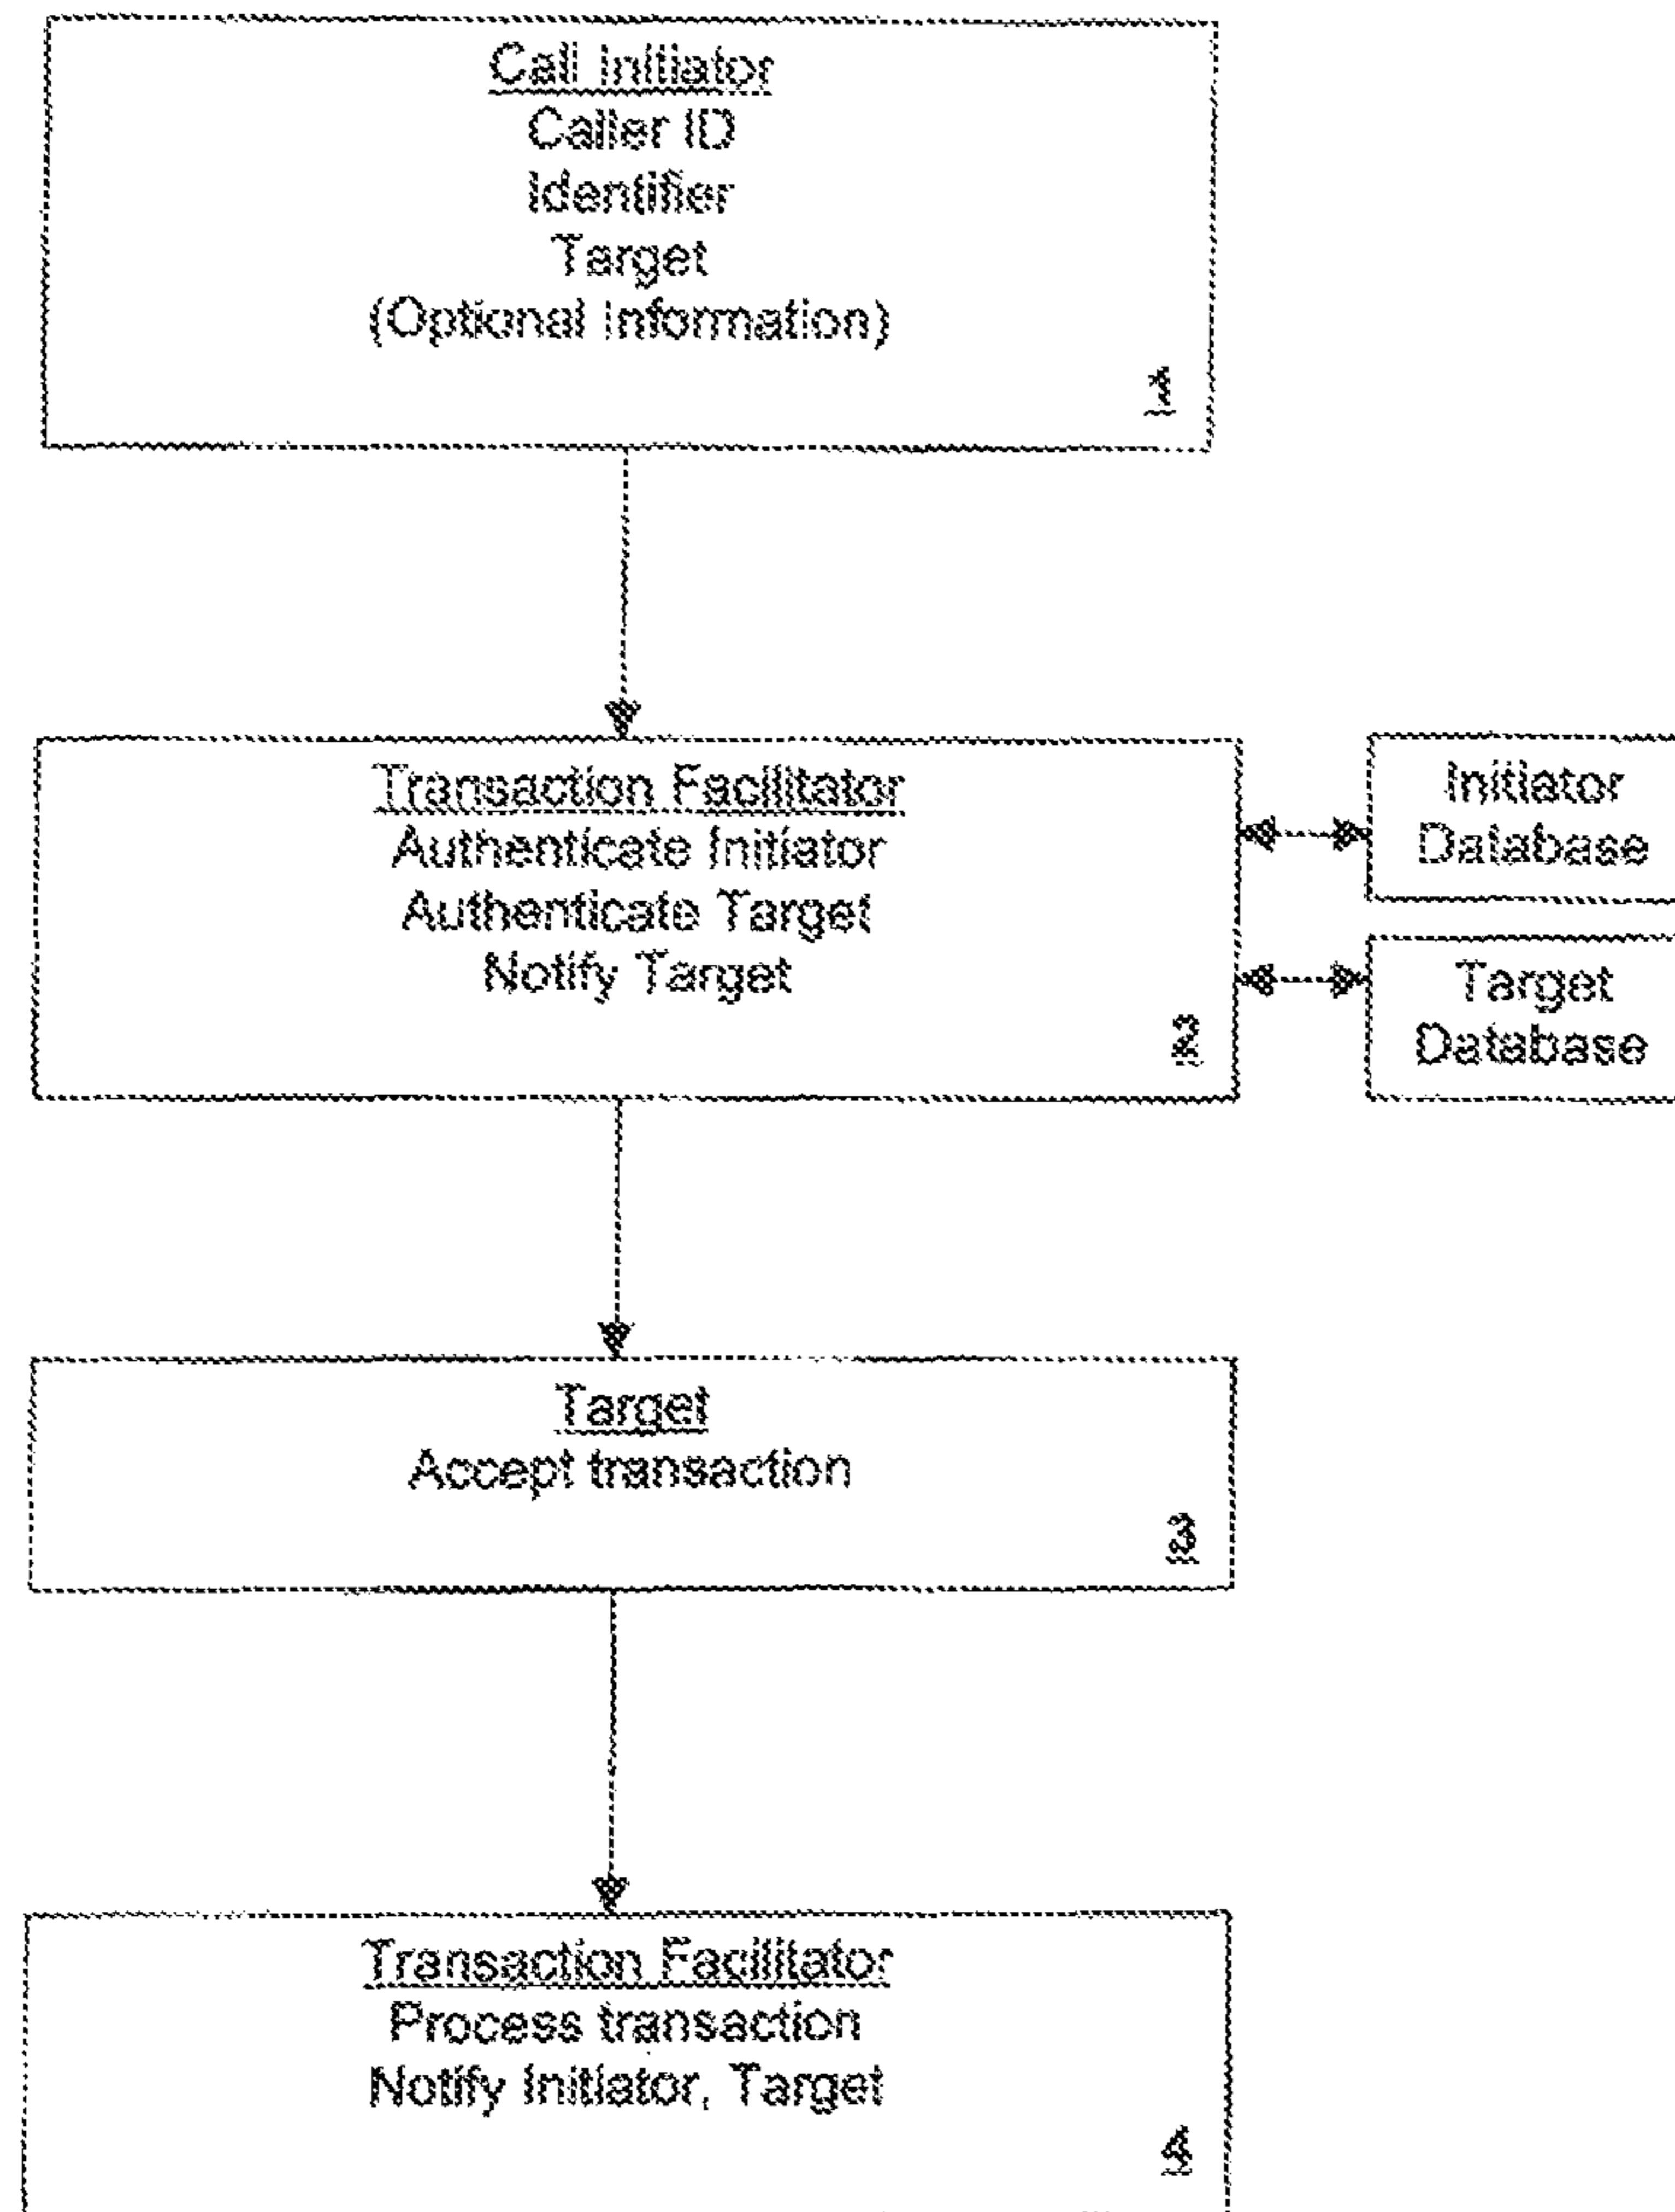 Call Initiator
Caller ID
Identifier
Target
(Optional Information)
1
Transaction Facilitator
Authenticate Initiator
Authenticate Target
Notify Target
2
Initiator
Database
Target
Database
Target
Accept transaction
3
Transaction Facilitator
Process transaction
Notify Initiator, Target
4